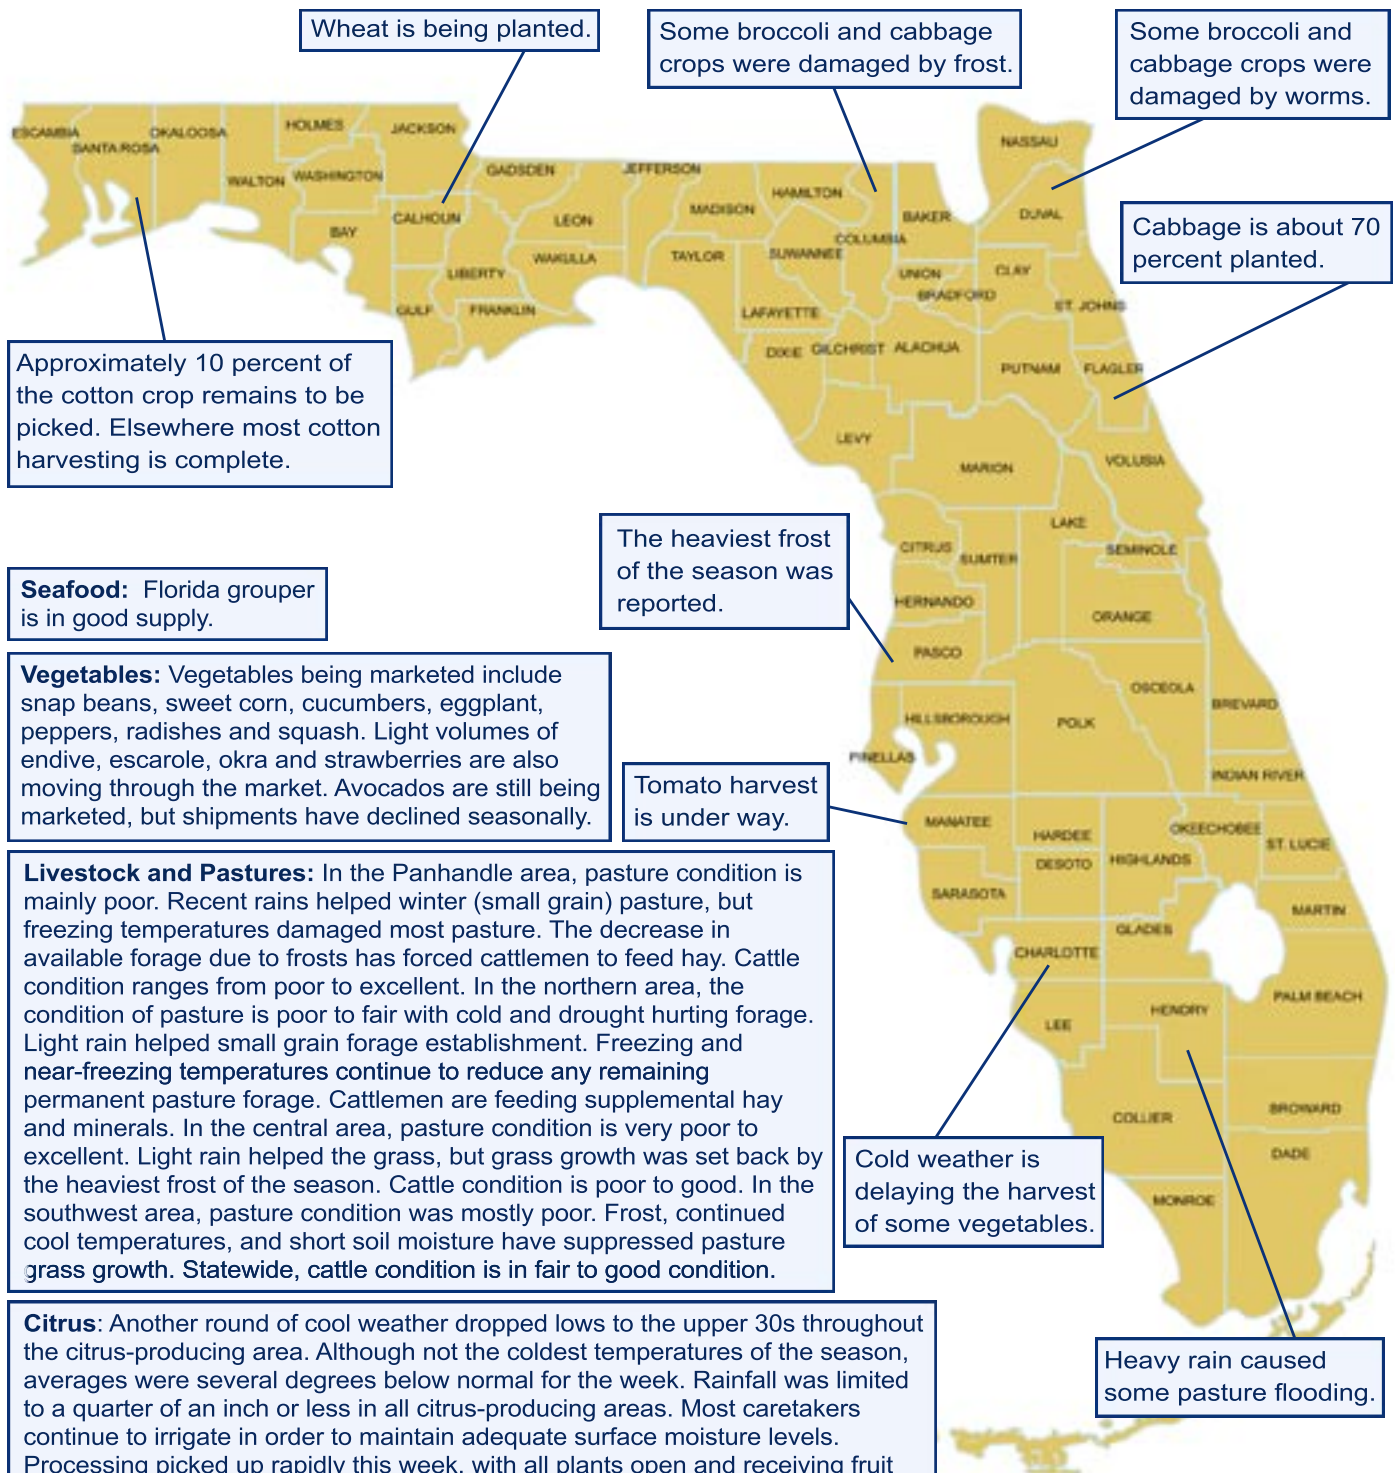 Wheat is being planted.
Some broccoli and cabbage
crops were damaged by frost.
Some broccoli and
cabbage crops were
damaged by worms.
Cabbage is about 70
percent planted.
ESCAMBIA
SANTA ROSA
OKALOOSA
HOLMES
JACKSON
WALTON
WASHINGTON
BAY
CALHOUN
GADSDEN
LEON
LIBERTY
WAKULLA
GULF
FRANKLIN
JEFFERSON
MADISON
TAYLOR
HAMILTON
SUWANNEE
COLUMBIA
BAKER
NASSAU
DUVAL
UNION
CLAY
BRADFORD
ST. JOHNS
LAFAYETTE
DIXIE
GILCHRIST
ALACHUA
PUTNAM
FLAGLER
LEVY
MARION
VOLUSIA
Approximately 10 percent of
the cotton crop remains to be
picked. Elsewhere most cotton
harvesting is complete.
The heaviest frost
of the season was
reported.
LAKE
CITRUS
SUMTER
SEMINOLE
HERNANDO
ORANGE
PASCO
OSCEOLA
BREVARD
HILLSBOROUGH
POLK
PINELLAS
INDIAN RIVER
Seafood: Florida grouper
is in good supply.
Vegetables: Vegetables being marketed include
snap beans, sweet corn, cucumbers, eggplant,
peppers, radishes and squash. Light volumes of
endive, escarole, okra and strawberries are also
moving through the market. Avocados are still being
marketed, but shipments have declined seasonally.
Tomato harvest
is under way.
MANATEE
HARDEE
OKEECHOBEE
ST. LUCIE
DESOTO
HIGHLANDS
SARASOTA
MARTIN
GLADES
CHARLOTTE
PALM BEACH
HENDRY
LEE
BROWARD
COLLIER
DADE
MONROE
Livestock and Pastures: In the Panhandle area, pasture condition is
mainly poor. Recent rains helped winter (small grain) pasture, but
freezing temperatures damaged most pasture. The decrease in
available forage due to frosts has forced cattlemen to feed hay. Cattle
condition ranges from poor to excellent. In the northern area, the
condition of pasture is poor to fair with cold and drought hurting forage.
Light rain helped small grain forage establishment. Freezing and
near-freezing temperatures continue to reduce any remaining
permanent pasture forage. Cattlemen are feeding supplemental hay
and minerals. In the central area, pasture condition is very poor to
excellent. Light rain helped the grass, but grass growth was set back by
the heaviest frost of the season. Cattle condition is poor to good. In the
southwest area, pasture condition was mostly poor. Frost, continued
cool temperatures, and short soil moisture have suppressed pasture
grass growth. Statewide, cattle condition is in fair to good condition.
Cold weather is
delaying the harvest
of some vegetables.
Heavy rain caused
some pasture flooding.
Citrus: Another round of cool weather dropped lows to the upper 30s throughout
the citrus-producing area. Although not the coldest temperatures of the season,
averages were several degrees below normal for the week. Rainfall was limited
to a quarter of an inch or less in all citrus-producing areas. Most caretakers
continue to irrigate in order to maintain adequate surface moisture levels.
Processing picked up rapidly this week, with all plants open and receiving fruit